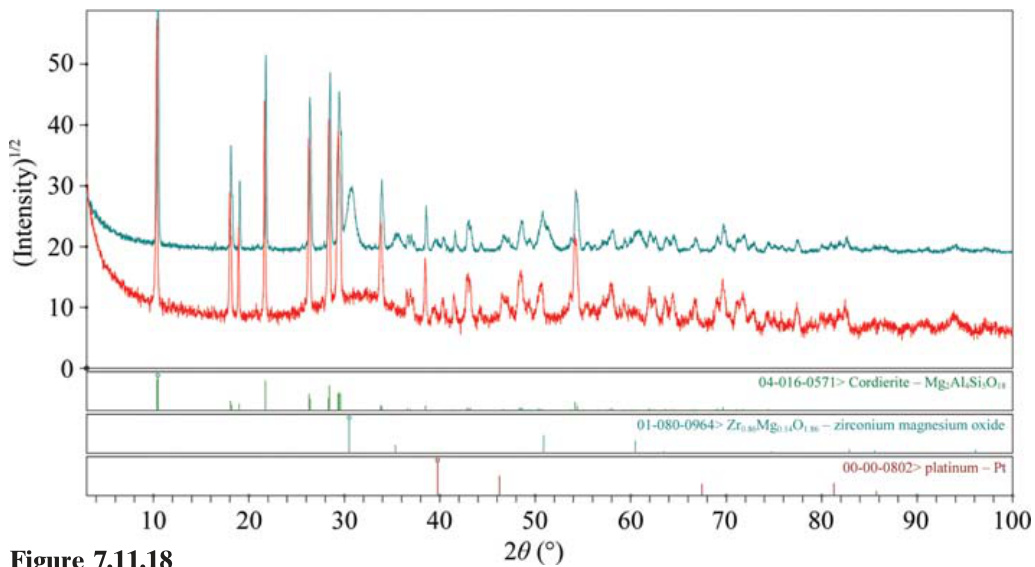 (Intensity)1/2
50
40
30
20
10
0
04-016-0571> Cordierite – Mg2Al4Si5O18
01-080-0964> Zr0.86Mg0.14O1.86 – zirconium magnesium oxide
00-00-0802> platinum – Pt
10 20 30 40 50 60 70 80 90 100
2θ (°)
Figure 7.11.18